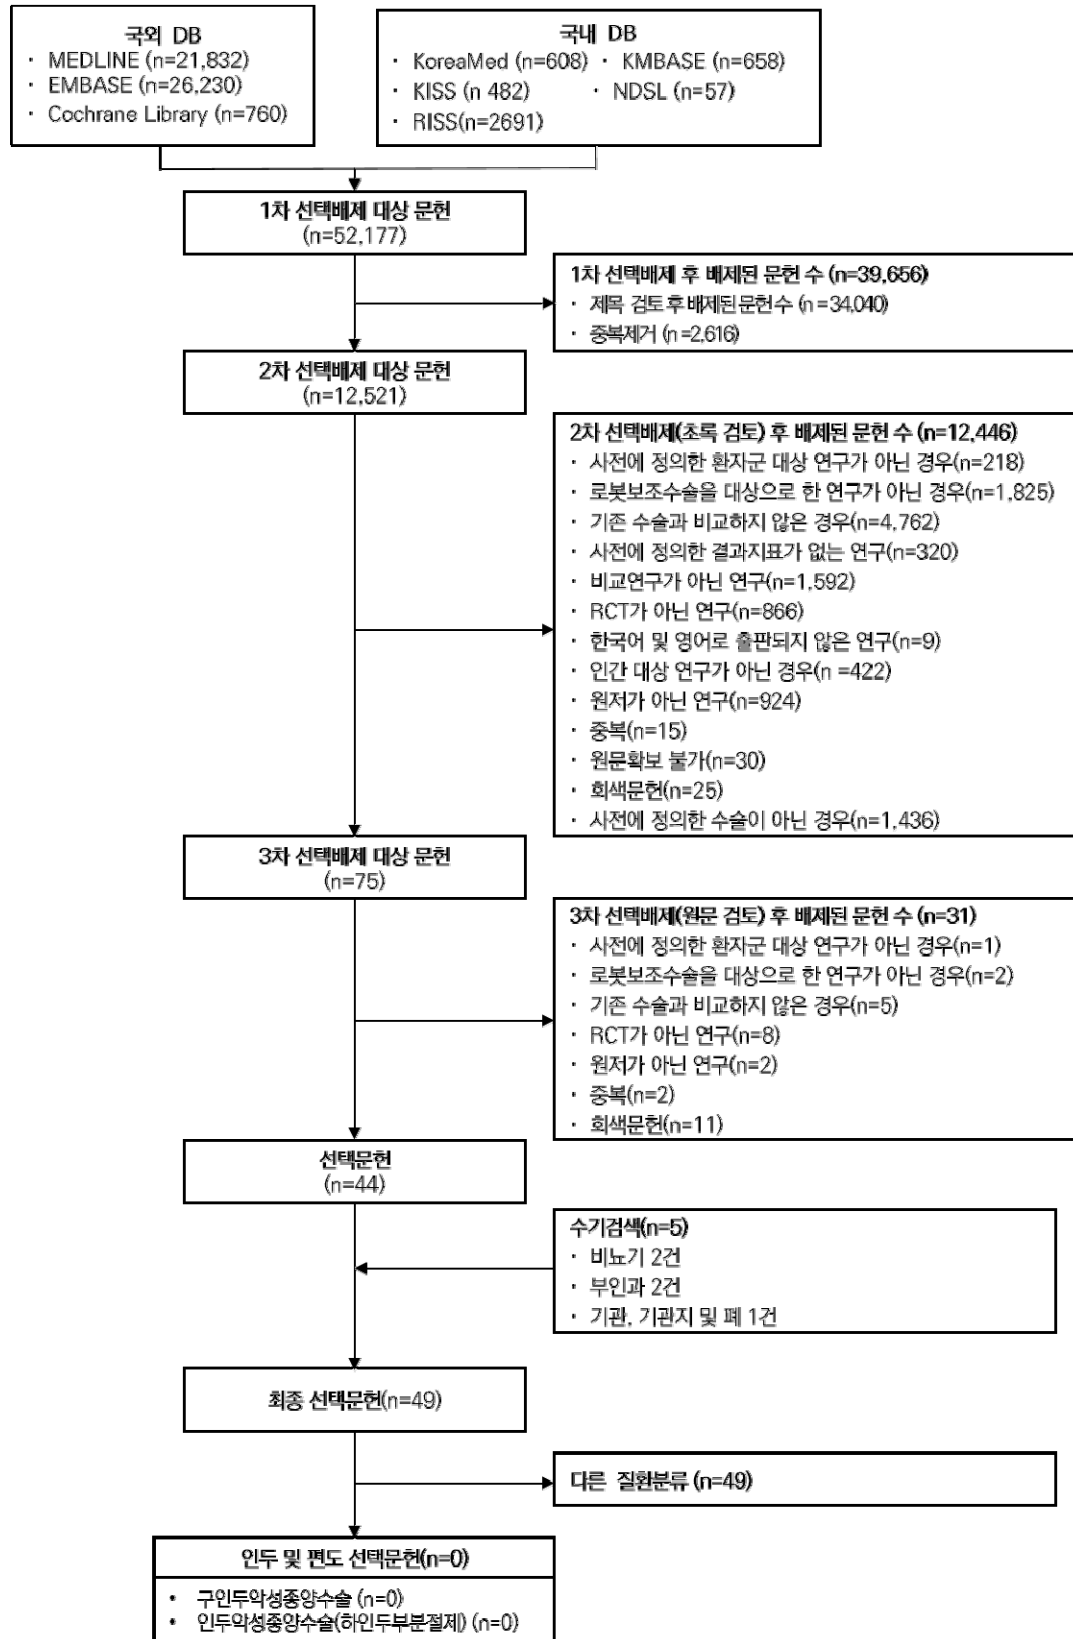 국외 DB
· MEDLINE (n=21,832)
· EMBASE (n=26,230)
· Cochrane Library (n=760)
국내 DB
· KoreaMed (n=608) · KMBASE (n=658)
· KISS (n 482) · NDSL (n=57)
· RISS(n=2691)
1차 선택배제 대상 문헌
(n=52,177)
1차 선택배제 후 배제된 문헌 수 (n=39,656)
· 제목 검토 후 배제된 문헌 수 (n =34,040)
· 중복제거 (n =2,616)
2차 선택배제 대상 문헌
(n=12,521)
2차 선택배제(초록 검토) 후 배제된 문헌 수 (n=12,446)
· 사전에 정의한 환자군 대상 연구가 아닌 경우(n=218)
· 로봇보조수술을 대상으로 한 연구가 아닌 경우(n=1,825)
· 기존 수술과 비교하지 않은 경우(n=4,762)
· 사전에 정의한 결과지표가 없는 연구(n=320)
· 비교연구가 아닌 연구(n=1,592)
· RCT가 아닌 연구(n=866)
· 한국어 및 영어로 출판되지 않은 연구(n=9)
· 인간 대상 연구가 아닌 경우(n =422)
· 원저가 아닌 연구(n=924)
· 중복(n=15)
· 원문확보 불가(n=30)
· 회색문헌(n=25)
· 사전에 정의한 수술이 아닌 경우(n=1,436)
3차 선택배제 대상 문헌
(n=75)
3차 선택배제(원문 검토) 후 배제된 문헌 수 (n=31)
· 사전에 정의한 환자군 대상 연구가 아닌 경우(n=1)
· 로봇보조수술을 대상으로 한 연구가 아닌 경우(n=2)
· 기존 수술과 비교하지 않은 경우(n=5)
· RCT가 아닌 연구(n=8)
· 원저가 아닌 연구(n=2)
· 중복(n=2)
· 회색문헌(n=11)
선택문헌
(n=44)
수기검색(n=5)
· 비뇨기 2건
· 부인과 2건
· 기관, 기관지 및 폐 1건
최종 선택문헌(n=49)
다른 질환분류 (n=49)
인두 및 편도 선택문헌(n=0)
• 구인두악성종양수술 (n=0)
• 인두악성종양수술(하인두부분절제) (n=0)